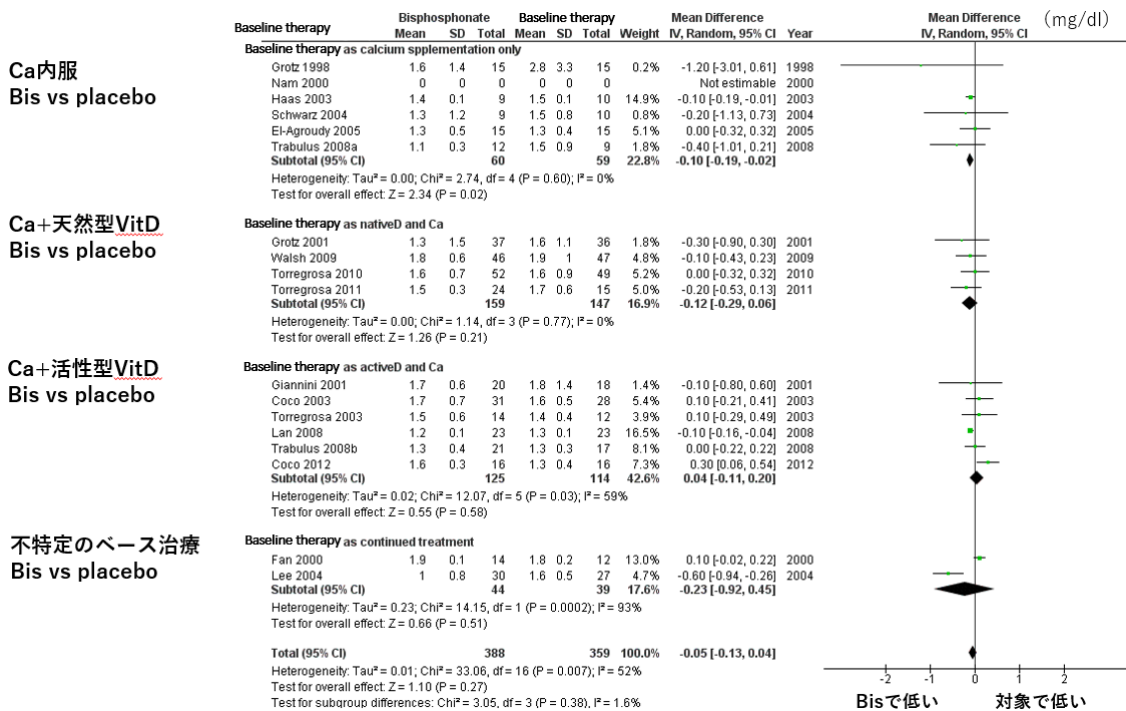 Bisphosphonate Baseline therapy Mean Difference Mean Difference (mg/dl)
Baseline therapy Mean SD Total Mean SD Total Weight IV, Random, 95% CI Year IV, Random, 95% CI
Baseline therapy as calcium spplementation only
Ca内服
Bis vs placebo
Grotz 1998 1.6 1.4 15 2.8 3.3 15 0.2% -1.20 [-3.01, 0.61] 1998
Nam 2000 0 0 0 0 0 0 Not estimable 2000
Haas 2003 1.4 0.1 9 1.5 0.1 10 14.9% -0.10 [-0.19, -0.01] 2003
Schwarz 2004 1.3 1.2 9 1.5 0.8 10 0.8% -0.20 [-1.13, 0.73] 2004
El-Agroudy 2005 1.3 0.5 15 1.3 0.4 15 5.1% 0.00 [-0.32, 0.32] 2005
Trabulus 2008a 1.1 0.3 12 1.5 0.9 9 1.8% -0.40 [-1.01, 0.21] 2008
Subtotal (95% CI) 60 59 22.8% -0.10 [-0.19, -0.02]
Heterogeneity: Tau² = 0.00; Chi² = 2.74, df = 4 (P = 0.60); I² = 0%
Test for overall effect: Z = 2.34 (P = 0.02)
Ca+天然型VitD
Bis vs placebo
Baseline therapy as nativeD and Ca
Grotz 2001 1.3 1.5 37 1.6 1.1 36 1.8% -0.30 [-0.90, 0.30] 2001
Walsh 2009 1.8 0.6 46 1.9 1 47 4.8% -0.10 [-0.43, 0.23] 2009
Torregrosa 2010 1.6 0.7 52 1.6 0.9 49 5.2% 0.00 [-0.32, 0.32] 2010
Torregrosa 2011 1.5 0.3 24 1.7 0.6 15 5.0% -0.20 [-0.53, 0.13] 2011
Subtotal (95% CI) 159 147 16.9% -0.12 [-0.29, 0.06]
Heterogeneity: Tau² = 0.00; Chi² = 1.14, df = 3 (P = 0.77); I² = 0%
Test for overall effect: Z = 1.26 (P = 0.21)
Ca+活性型VitD
Bis vs placebo
Baseline therapy as activeD and Ca
Giannini 2001 1.7 0.6 20 1.8 1.4 18 1.4% -0.10 [-0.80, 0.60] 2001
Coco 2003 1.7 0.7 31 1.6 0.5 28 5.4% 0.10 [-0.21, 0.41] 2003
Torregrosa 2003 1.5 0.6 14 1.4 0.4 12 3.9% 0.10 [-0.29, 0.49] 2003
Lan 2008 1.2 0.1 23 1.3 0.1 23 16.5% -0.10 [-0.16, -0.04] 2008
Trabulus 2008b 1.3 0.4 21 1.3 0.3 17 8.1% 0.00 [-0.22, 0.22] 2008
Coco 2012 1.6 0.3 16 1.3 0.4 16 7.3% 0.30 [0.06, 0.54] 2012
Subtotal (95% CI) 125 114 42.6% 0.04 [-0.11, 0.20]
Heterogeneity: Tau² = 0.02; Chi² = 12.07, df = 5 (P = 0.03); I² = 59%
Test for overall effect: Z = 0.55 (P = 0.58)
不特定のベース治療
Bis vs placebo
Baseline therapy as continued treatment
Fan 2000 1.9 0.1 14 1.8 0.2 12 13.0% 0.10 [-0.02, 0.22] 2000
Lee 2004 1 0.8 30 1.6 0.5 27 4.7% -0.60 [-0.94, -0.26] 2004
Subtotal (95% CI) 44 39 17.6% -0.23 [-0.92, 0.45]
Heterogeneity: Tau² = 0.23; Chi² = 14.15, df = 1 (P = 0.0002); I² = 93%
Test for overall effect: Z = 0.66 (P = 0.51)
Total (95% CI) 388 359 100.0% -0.05 [-0.13, 0.04]
Heterogeneity: Tau² = 0.01; Chi² = 33.06, df = 16 (P = 0.007); I² = 52%
Test for overall effect: Z = 1.10 (P = 0.27)
Test for subgroup differences: Chi² = 3.05, df = 3 (P = 0.38), I² = 1.6%
-2 -1 0 1 2
Bisで低い 対象で低い